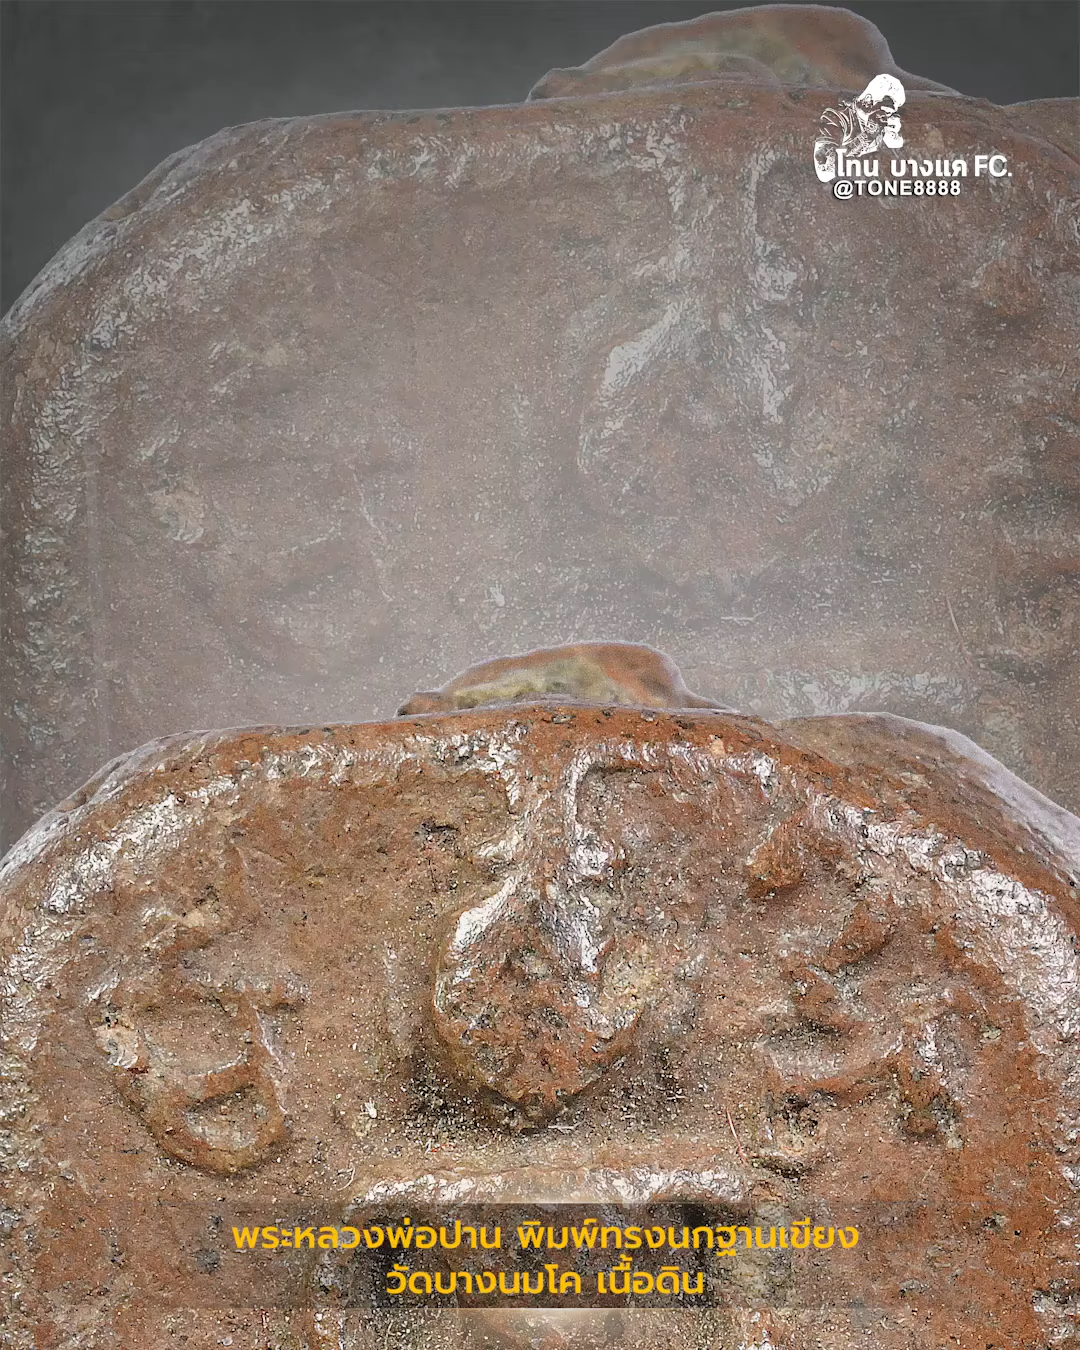 โทน บางแค FC.
@TONE8888
พระหลวงพ่อปาน พิมพ์ทรงนกฐานเขียง
วัดบางนมโค เนื้อดิน